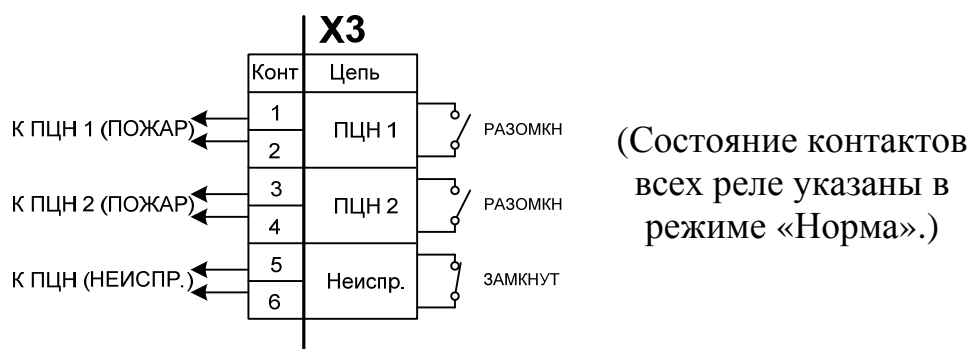 X3
Конт Цепь
К ПЦН 1 (ПОЖАР) 1 ПЦН 1 РАЗОМКН
2
К ПЦН 2 (ПОЖАР) 3 ПЦН 2 РАЗОМКН
4
К ПЦН (НЕИСПР.) 5 Неиспр. ЗАМКНУТ
6
(Состояние контактов
всех реле указаны в
режиме «Норма».)